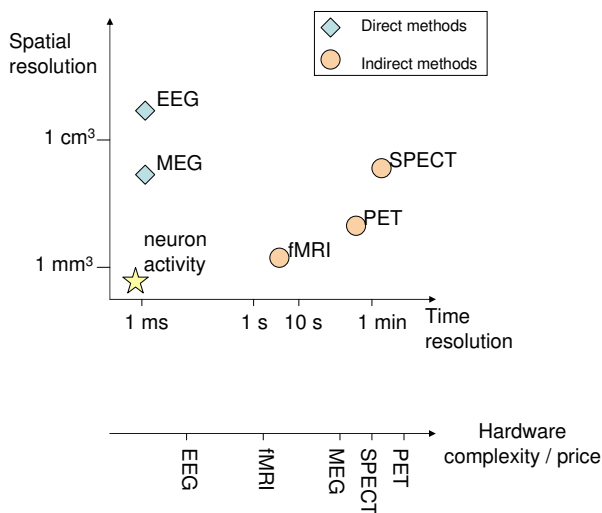 Spatial
resolution
Direct methods
Indirect methods
EEG
1 cm³
MEG
SPECT
PET
neuron
activity
fMRI
1 mm³
1 ms
1 s
10 s
1 min
Time
resolution
Hardware
complexity / price
EEG
fMRI
MEG
SPECT
PET